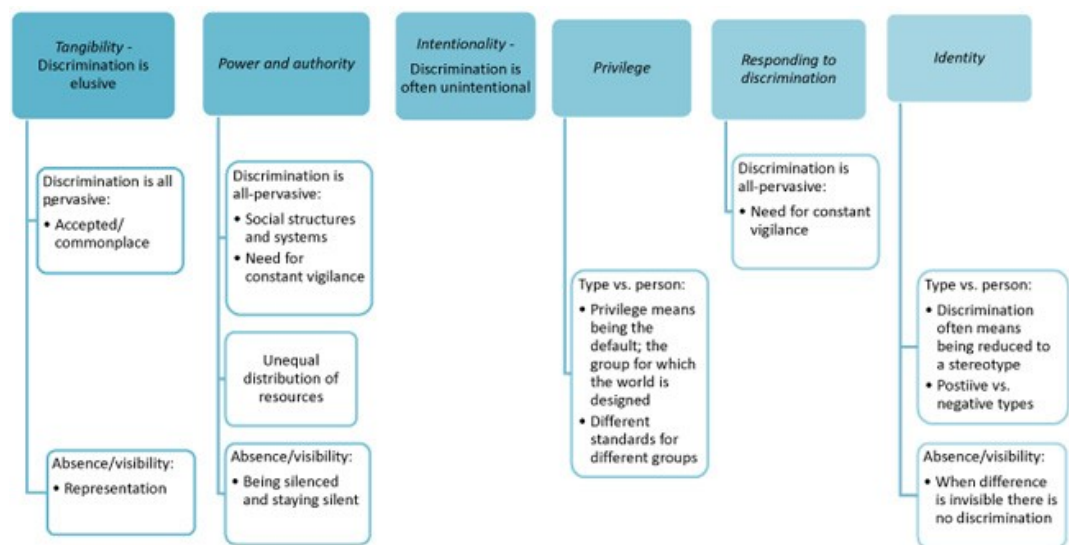 Tangibility -
Discrimination is
elusive
Discrimination is all
pervasive:
• Accepted/
commonplace
Absence/visibility:
• Representation
Power and authority
Discrimination is
all-pervasive:
• Social structures
and systems
• Need for
constant vigilance
Unequal
distribution of
resources
Absence/visibility:
• Being silenced
and staying silent
Intentionality -
Discrimination is
often unintentional
Privilege
Type vs. person:
• Privilege means
being the
default; the
group for which
the world is
designed
• Different
standards for
different groups
Responding to
discrimination
Discrimination is
all-pervasive:
• Need for constant
vigilance
Identity
Type vs. person:
• Discrimination
often means
being reduced to
a stereotype
• Postiive vs.
negative types
Absence/visibility:
• When difference
is invisible there is
no discrimination